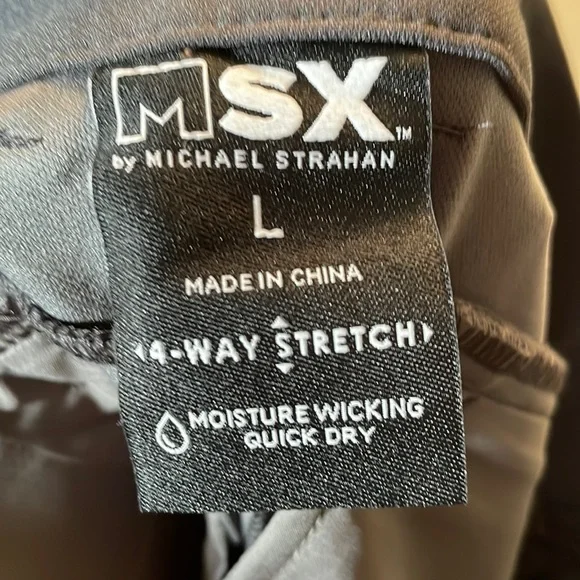 MSX™
by MICHAEL STRAHAN
L
MADE IN CHINA
4-WAY STRETCH
MOISTURE WICKING
QUICK DRY